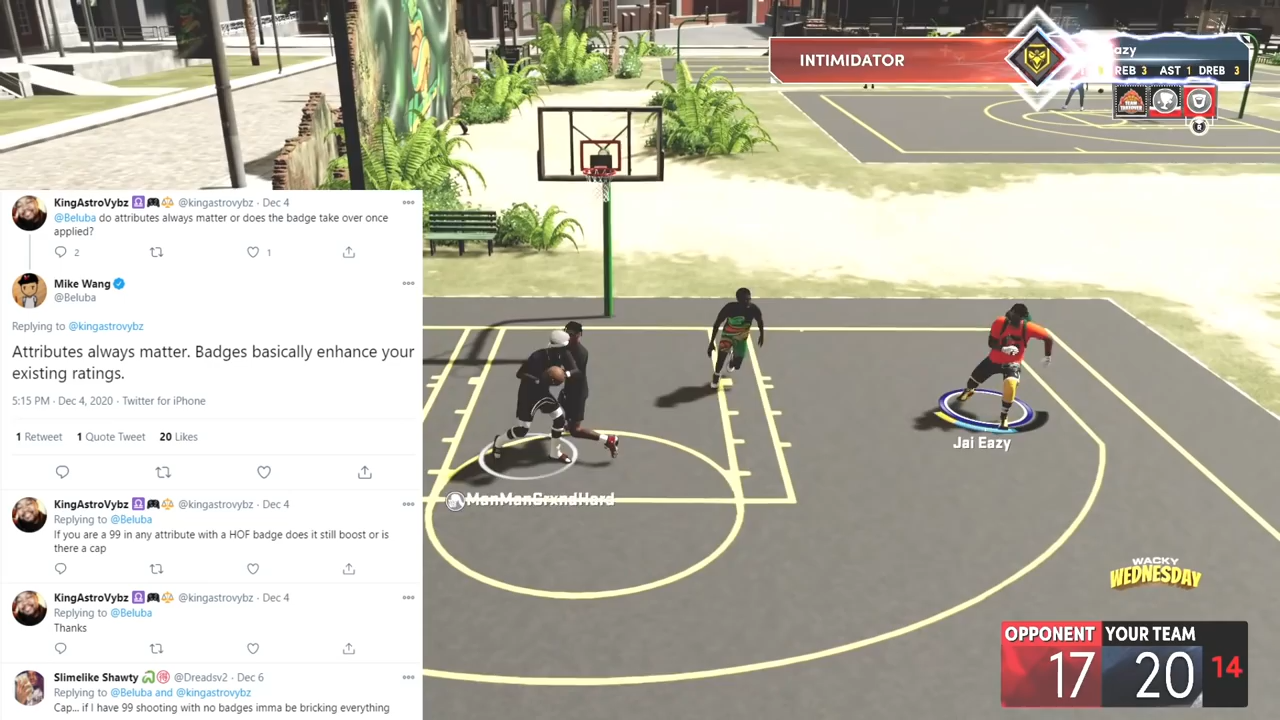 INTIMIDATOR
azy
REB 3 AST 1 DREB 3
TEAM
TAKEOVER
R
KingAstroVybz @kingastrovybz · Dec 4
@Beluba do attributes always matter or does the badge take over once
applied?
2 1
Mike Wang
@Beluba
Replying to @kingastrovybz
Attributes always matter. Badges basically enhance your
existing ratings.
5:15 PM · Dec 4, 2020 · Twitter for iPhone
1 Retweet 1 Quote Tweet 20 Likes
KingAstroVybz @kingastrovybz · Dec 4
Replying to @Beluba
If you are a 99 in any attribute with a HOF badge does it still boost or is
there a cap
KingAstroVybz @kingastrovybz · Dec 4
Replying to @Beluba
Thanks
Slimelike Shawty @Dreadsv2 · Dec 6
Replying to @Beluba and @kingastrovybz
Cap... if I have 99 shooting with no badges imma be bricking everything
Jai Eazy
ManManGrxndHard
WACKY
WEDNESDAY
OPPONENT YOUR TEAM
17 20 14